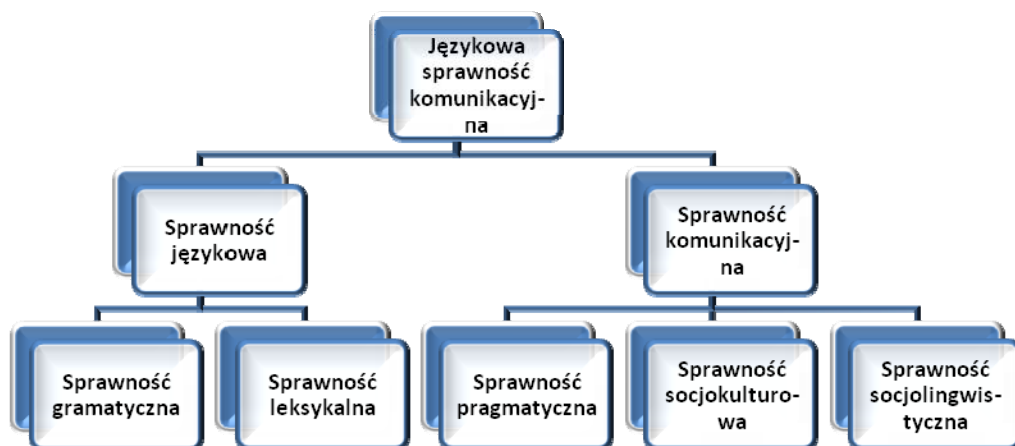 Językowa
sprawność
komunikacyj-
na
Sprawność
językowa
Sprawność
komunikacyj-
na
Sprawność
gramatyczna
Sprawność
leksykalna
Sprawność
pragmatyczna
Sprawność
socjokulturo-
wa
Sprawność
socjolingwis-
tyczna